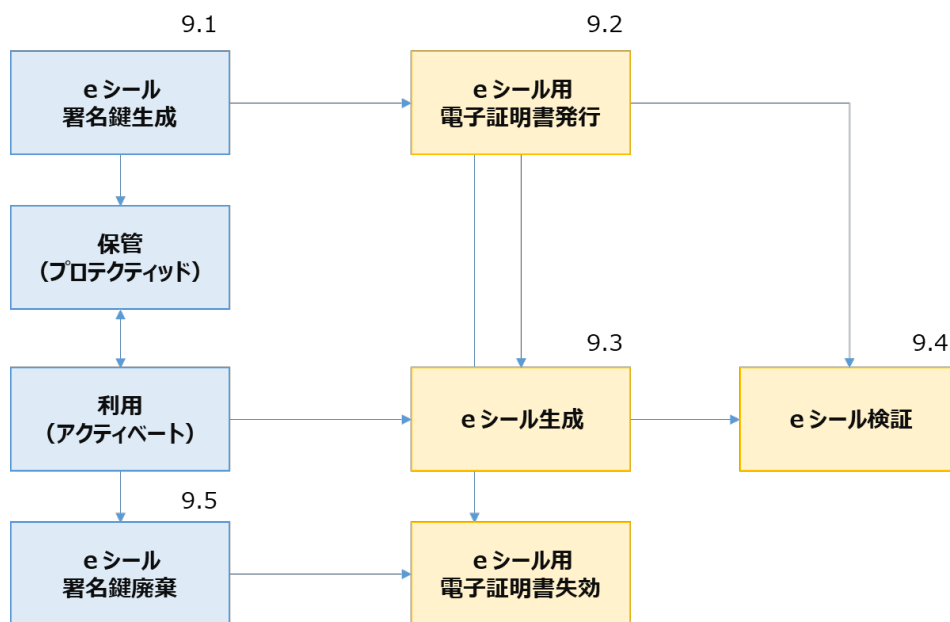 9.1
9.2
eシール
署名鍵生成
eシール用
電子証明書発行
保管
（プロテクティッド）
9.3
9.4
利用
（アクティベート）
eシール生成
eシール検証
9.5
eシール
署名鍵廃棄
eシール用
電子証明書失効